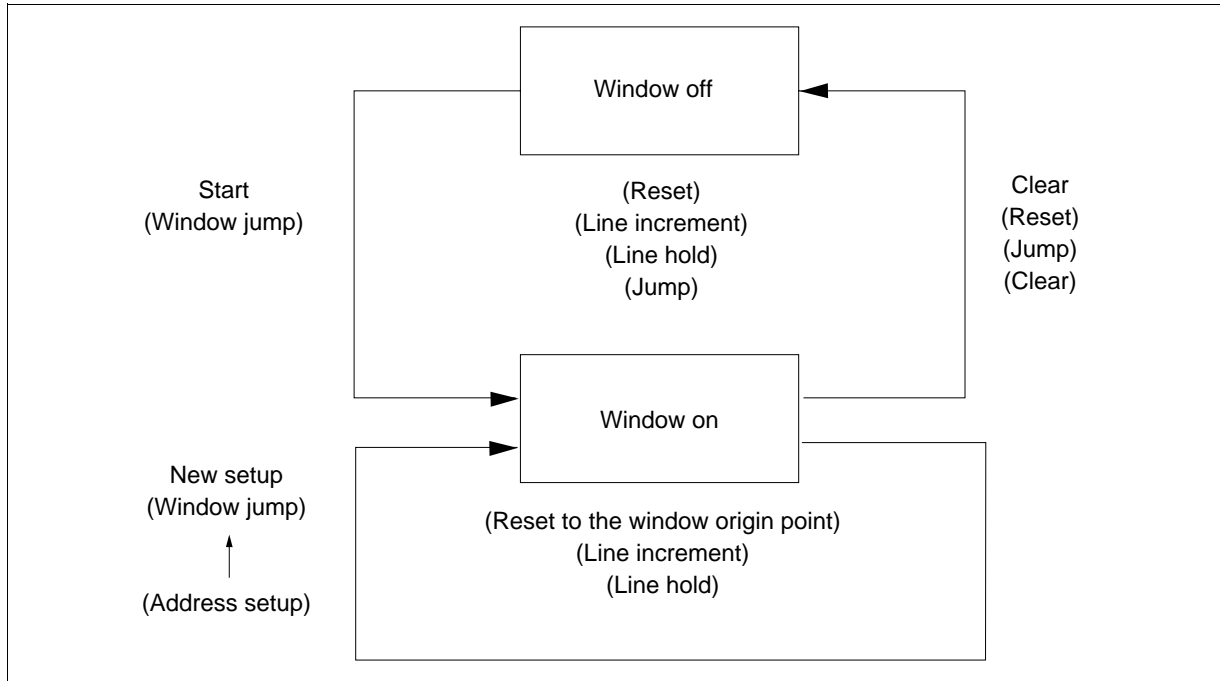 Window off
Start
(Window jump)
(Reset)
(Line increment)
(Line hold)
(Jump)
Clear
(Reset)
(Jump)
(Clear)
Window on
New setup
(Window jump)
(Address setup)
(Reset to the window origin point)
(Line increment)
(Line hold)